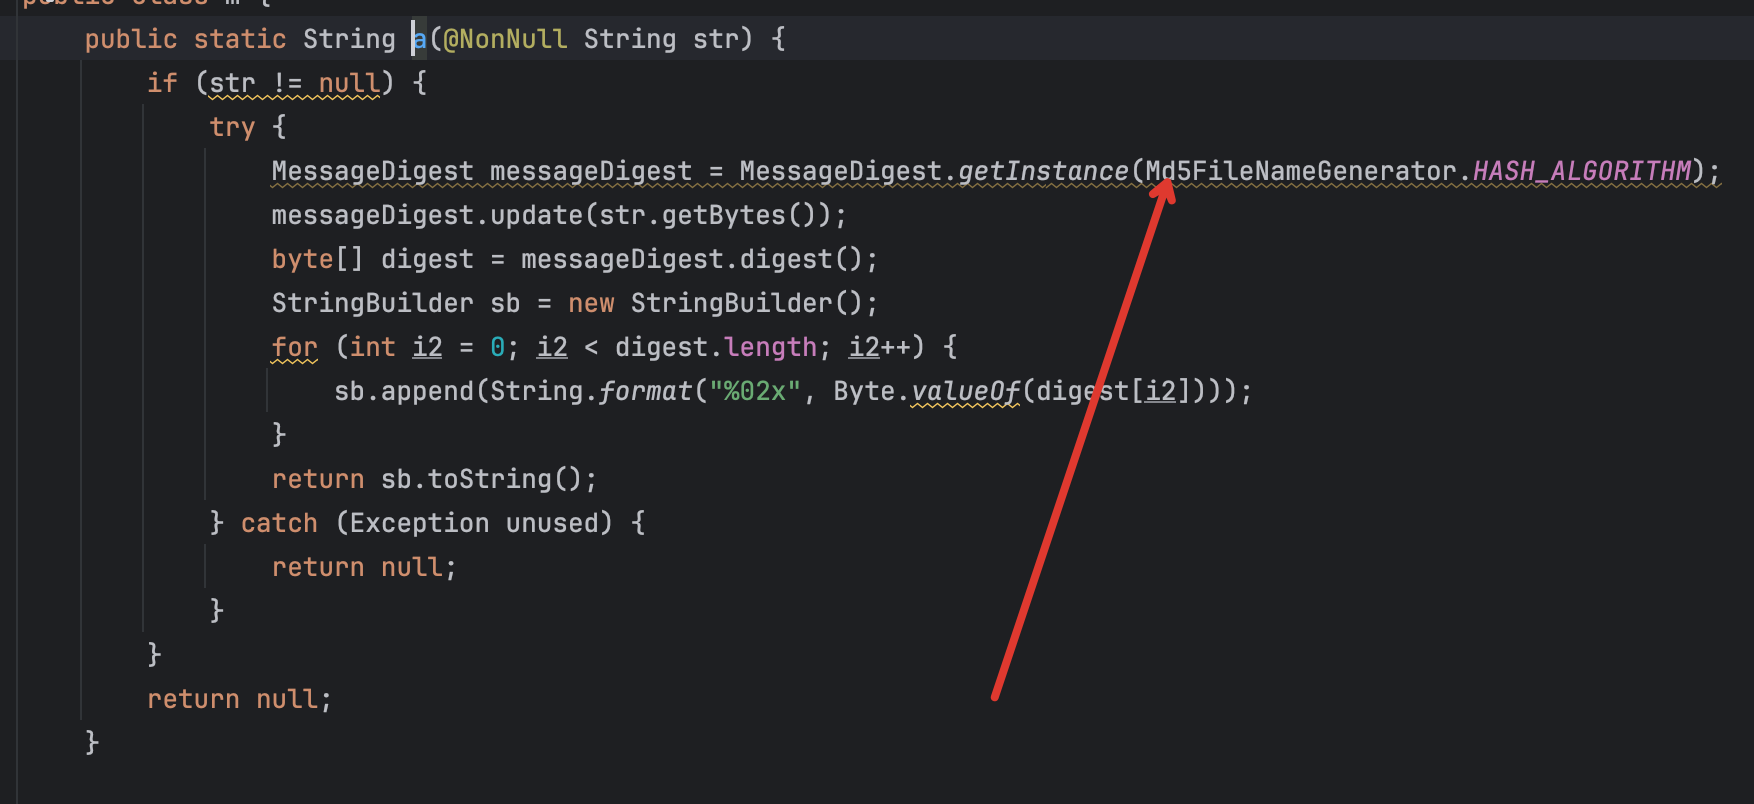 public class m {
public static String a(@NonNull String str) {
if (str != null) {
try {
MessageDigest messageDigest = MessageDigest.getInstance(Md5FileNameGenerator.HASH_ALGORITHM);
messageDigest.update(str.getBytes());
byte[] digest = messageDigest.digest();
StringBuilder sb = new StringBuilder();
for (int i2 = 0; i2 < digest.length; i2++) {
sb.append(String.format("%02x", Byte.valueOf(digest[i2])));
}
return sb.toString();
} catch (Exception unused) {
return null;
}
}
return null;
}